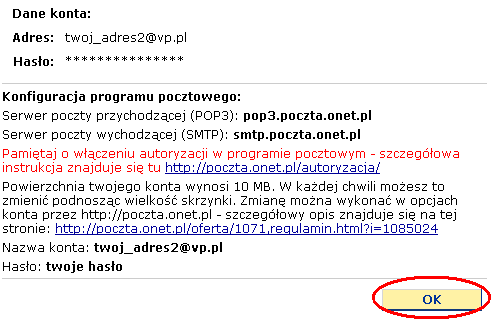 Dane konta:
Adres: twoj_adres2@vp.pl
Hasło: ***************
Konfiguracja programu pocztowego:
Serwer poczty przychodzącej (POP3): pop3.poczta.onet.pl
Serwer poczty wychodzącej (SMTP): smtp.poczta.onet.pl
Pamiętaj o włączeniu autoryzacji w programie pocztowym - szczegółowa
instrukcja znajduje się tu http://poczta.onet.pl/autoryzacja/
Powierzchnia twojego konta wynosi 10 MB. W każdej chwili możesz to
zmienić podnosząc wielkość skrzynki. Zmianę można wykonać w opcjach
konta przez http://poczta.onet.pl - szczegółowy opis znajduje się na tej
stronie: http://poczta.onet.pl/oferta/1071,regulamin.html?i=1085024
Nazwa konta: twoj_adres2@vp.pl
Hasło: twoje hasło
OK